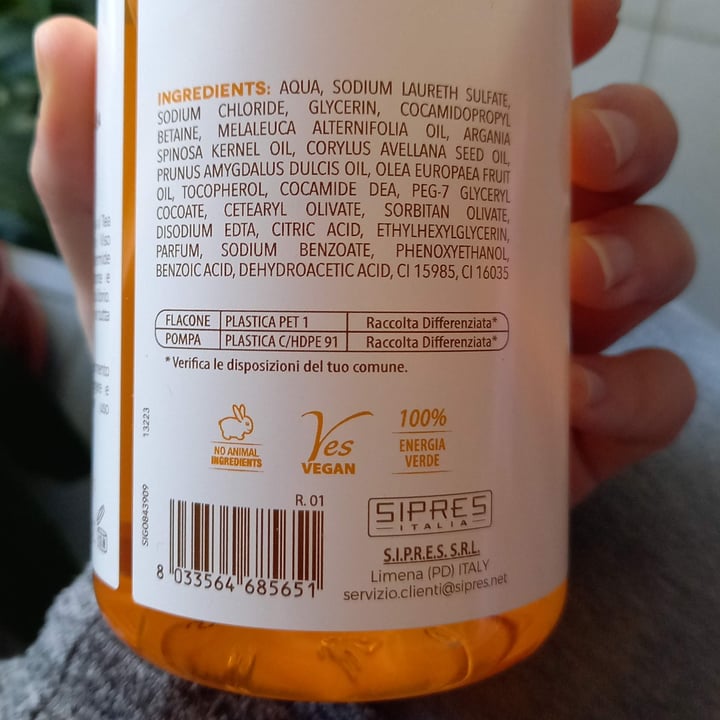 INGREDIENTS: AQUA, SODIUM LAURETH SULFATE,
SODIUM CHLORIDE, GLYCERIN, COCAMIDOPROPYL
BETAINE, MELALEUCA ALTERNIFOLIA OIL, ARGANIA
SPINOSA KERNEL OIL, CORYLUS AVELLANA SEED OIL,
PRUNUS AMYGDALUS DULCIS OIL, OLEA EUROPAEA FRUIT
OIL, TOCOPHEROL, COCAMIDE DEA, PEG-7 GLYCERYL
COCOATE, CETEARYL OLIVATE, SORBITAN OLIVATE,
DISODIUM EDTA, CITRIC ACID, ETHYLHEXYLGLYCERIN,
PARFUM, SODIUM BENZOATE, PHENOXYETHANOL,
BENZOIC ACID, DEHYDROACETIC ACID, CI 15985, CI 16035
FLACONE PLASTICA PET 1 Raccolta Differenziata*
POMPA PLASTICA C/HDPE 91 Raccolta Differenziata*
*Verifica le disposizioni del tuo comune.
13223
NO ANIMAL
INGREDIENTS
Yes
VEGAN
100%
ENERGIA
VERDE
SIGO843909
R. 01
8 033564 685651
SIPRES
ITALIA
S.I.P.R.E.S. S.R.L.
Limena (PD) ITALY
servizio.clienti@sipres.net
Tea
Viso
uso